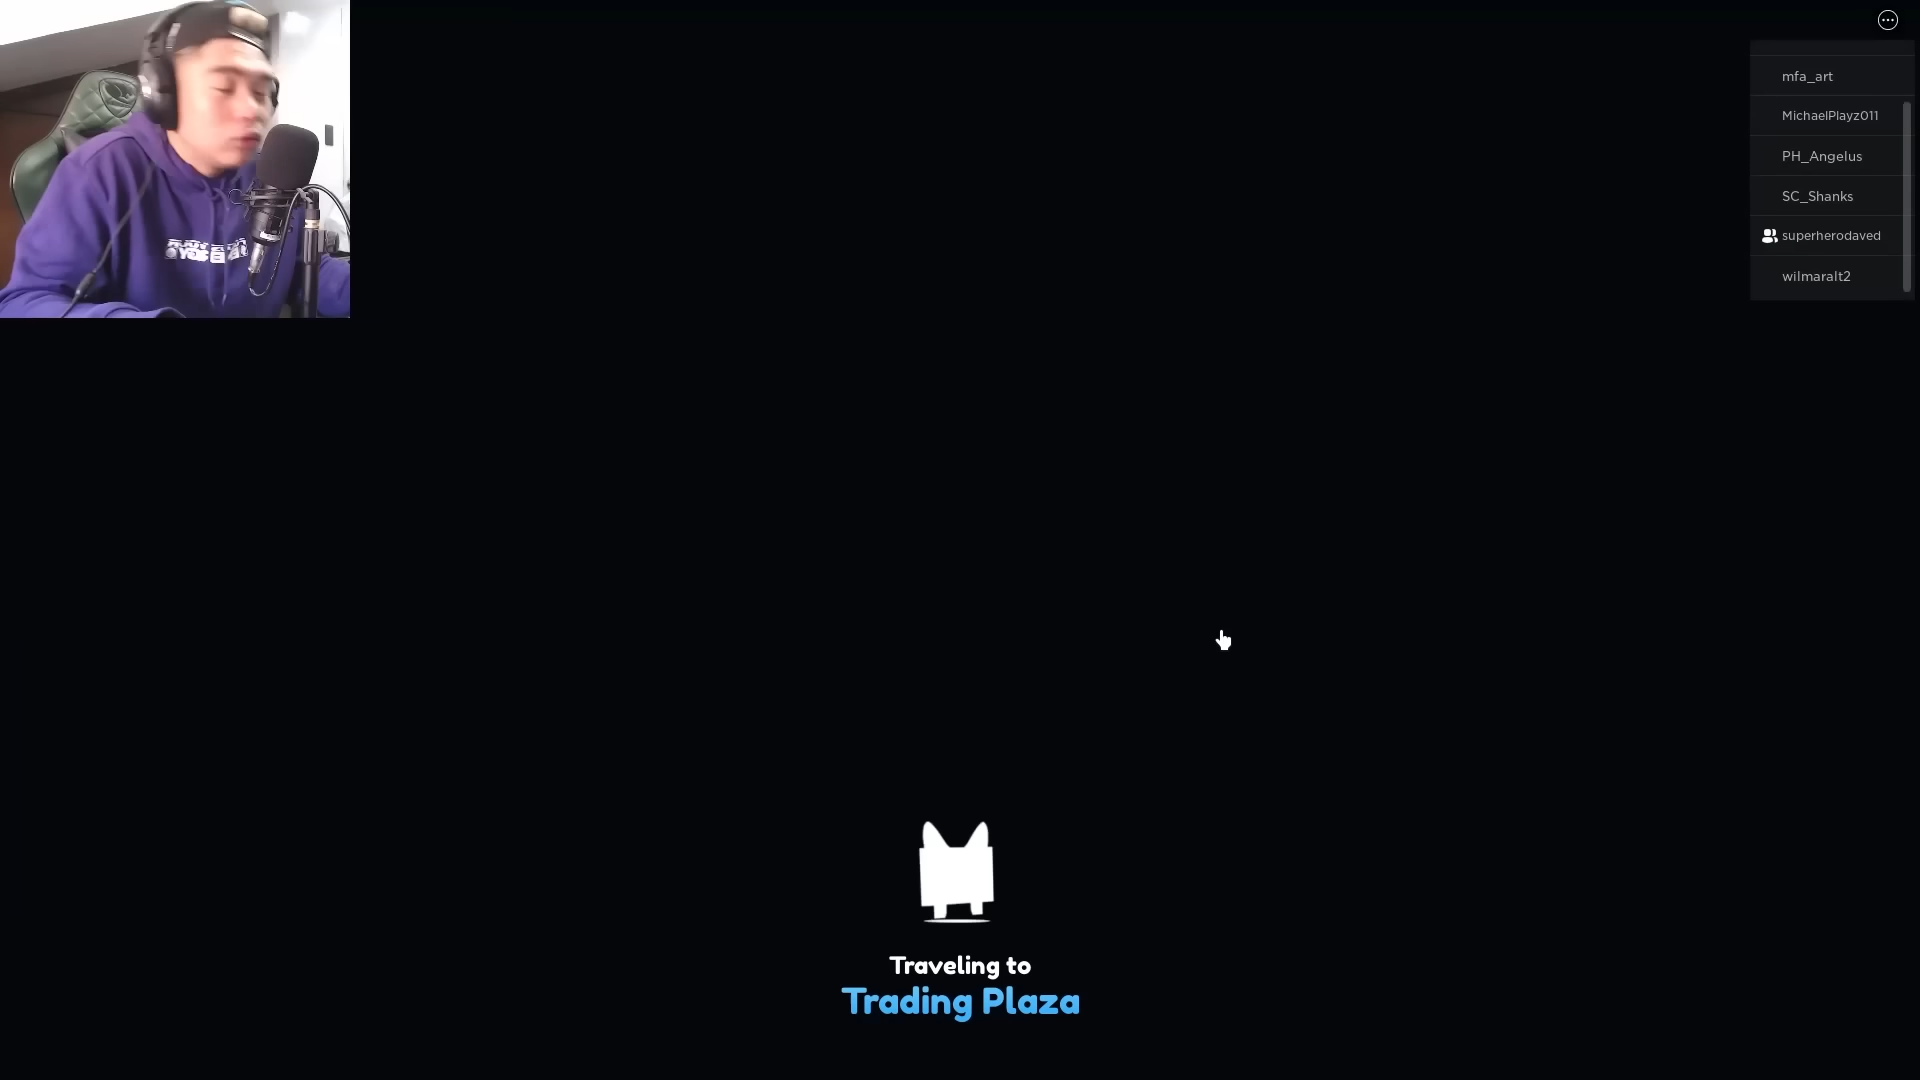 mfa_art
MichaelPlayz011
PH_Angelus
SC_Shanks
superherodaved
wilmaralt2
Traveling to
Trading Plaza